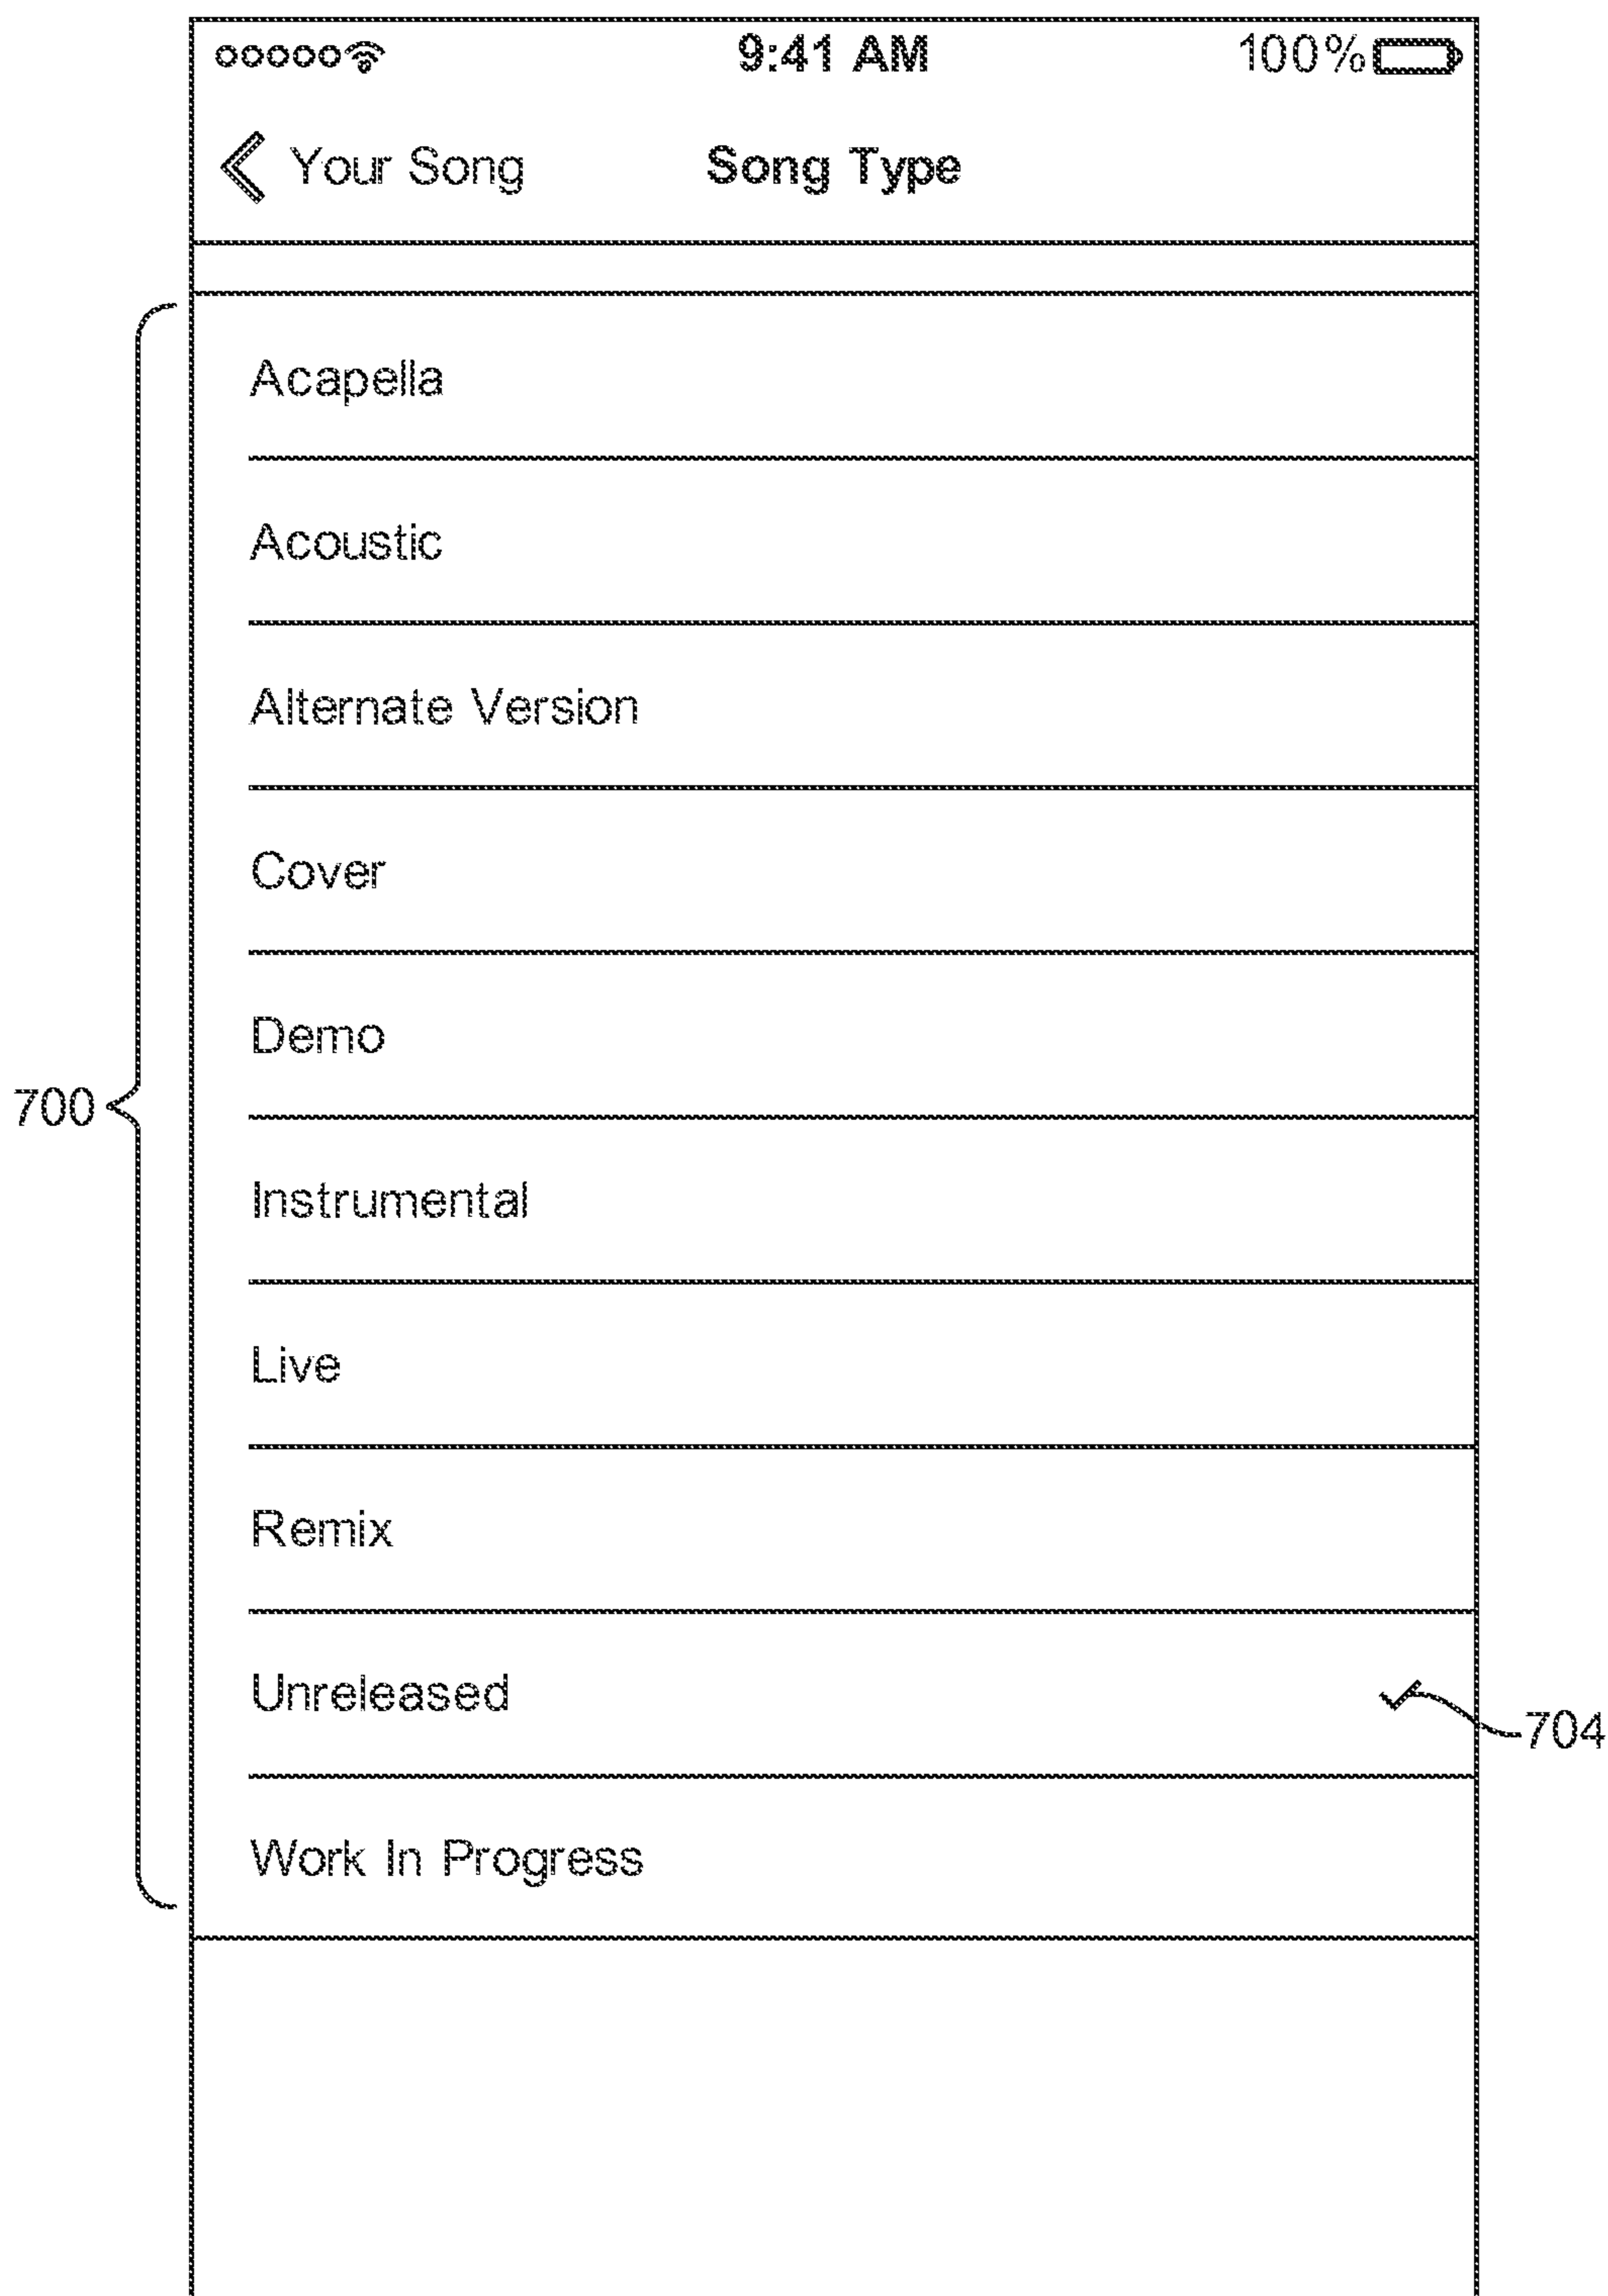 9:41 AM 100%
Your Song Song Type
Acapella
Acoustic
Alternate Version
Cover
Demo
700
Instrumental
Live
Remix
Unreleased
704
Work In Progress